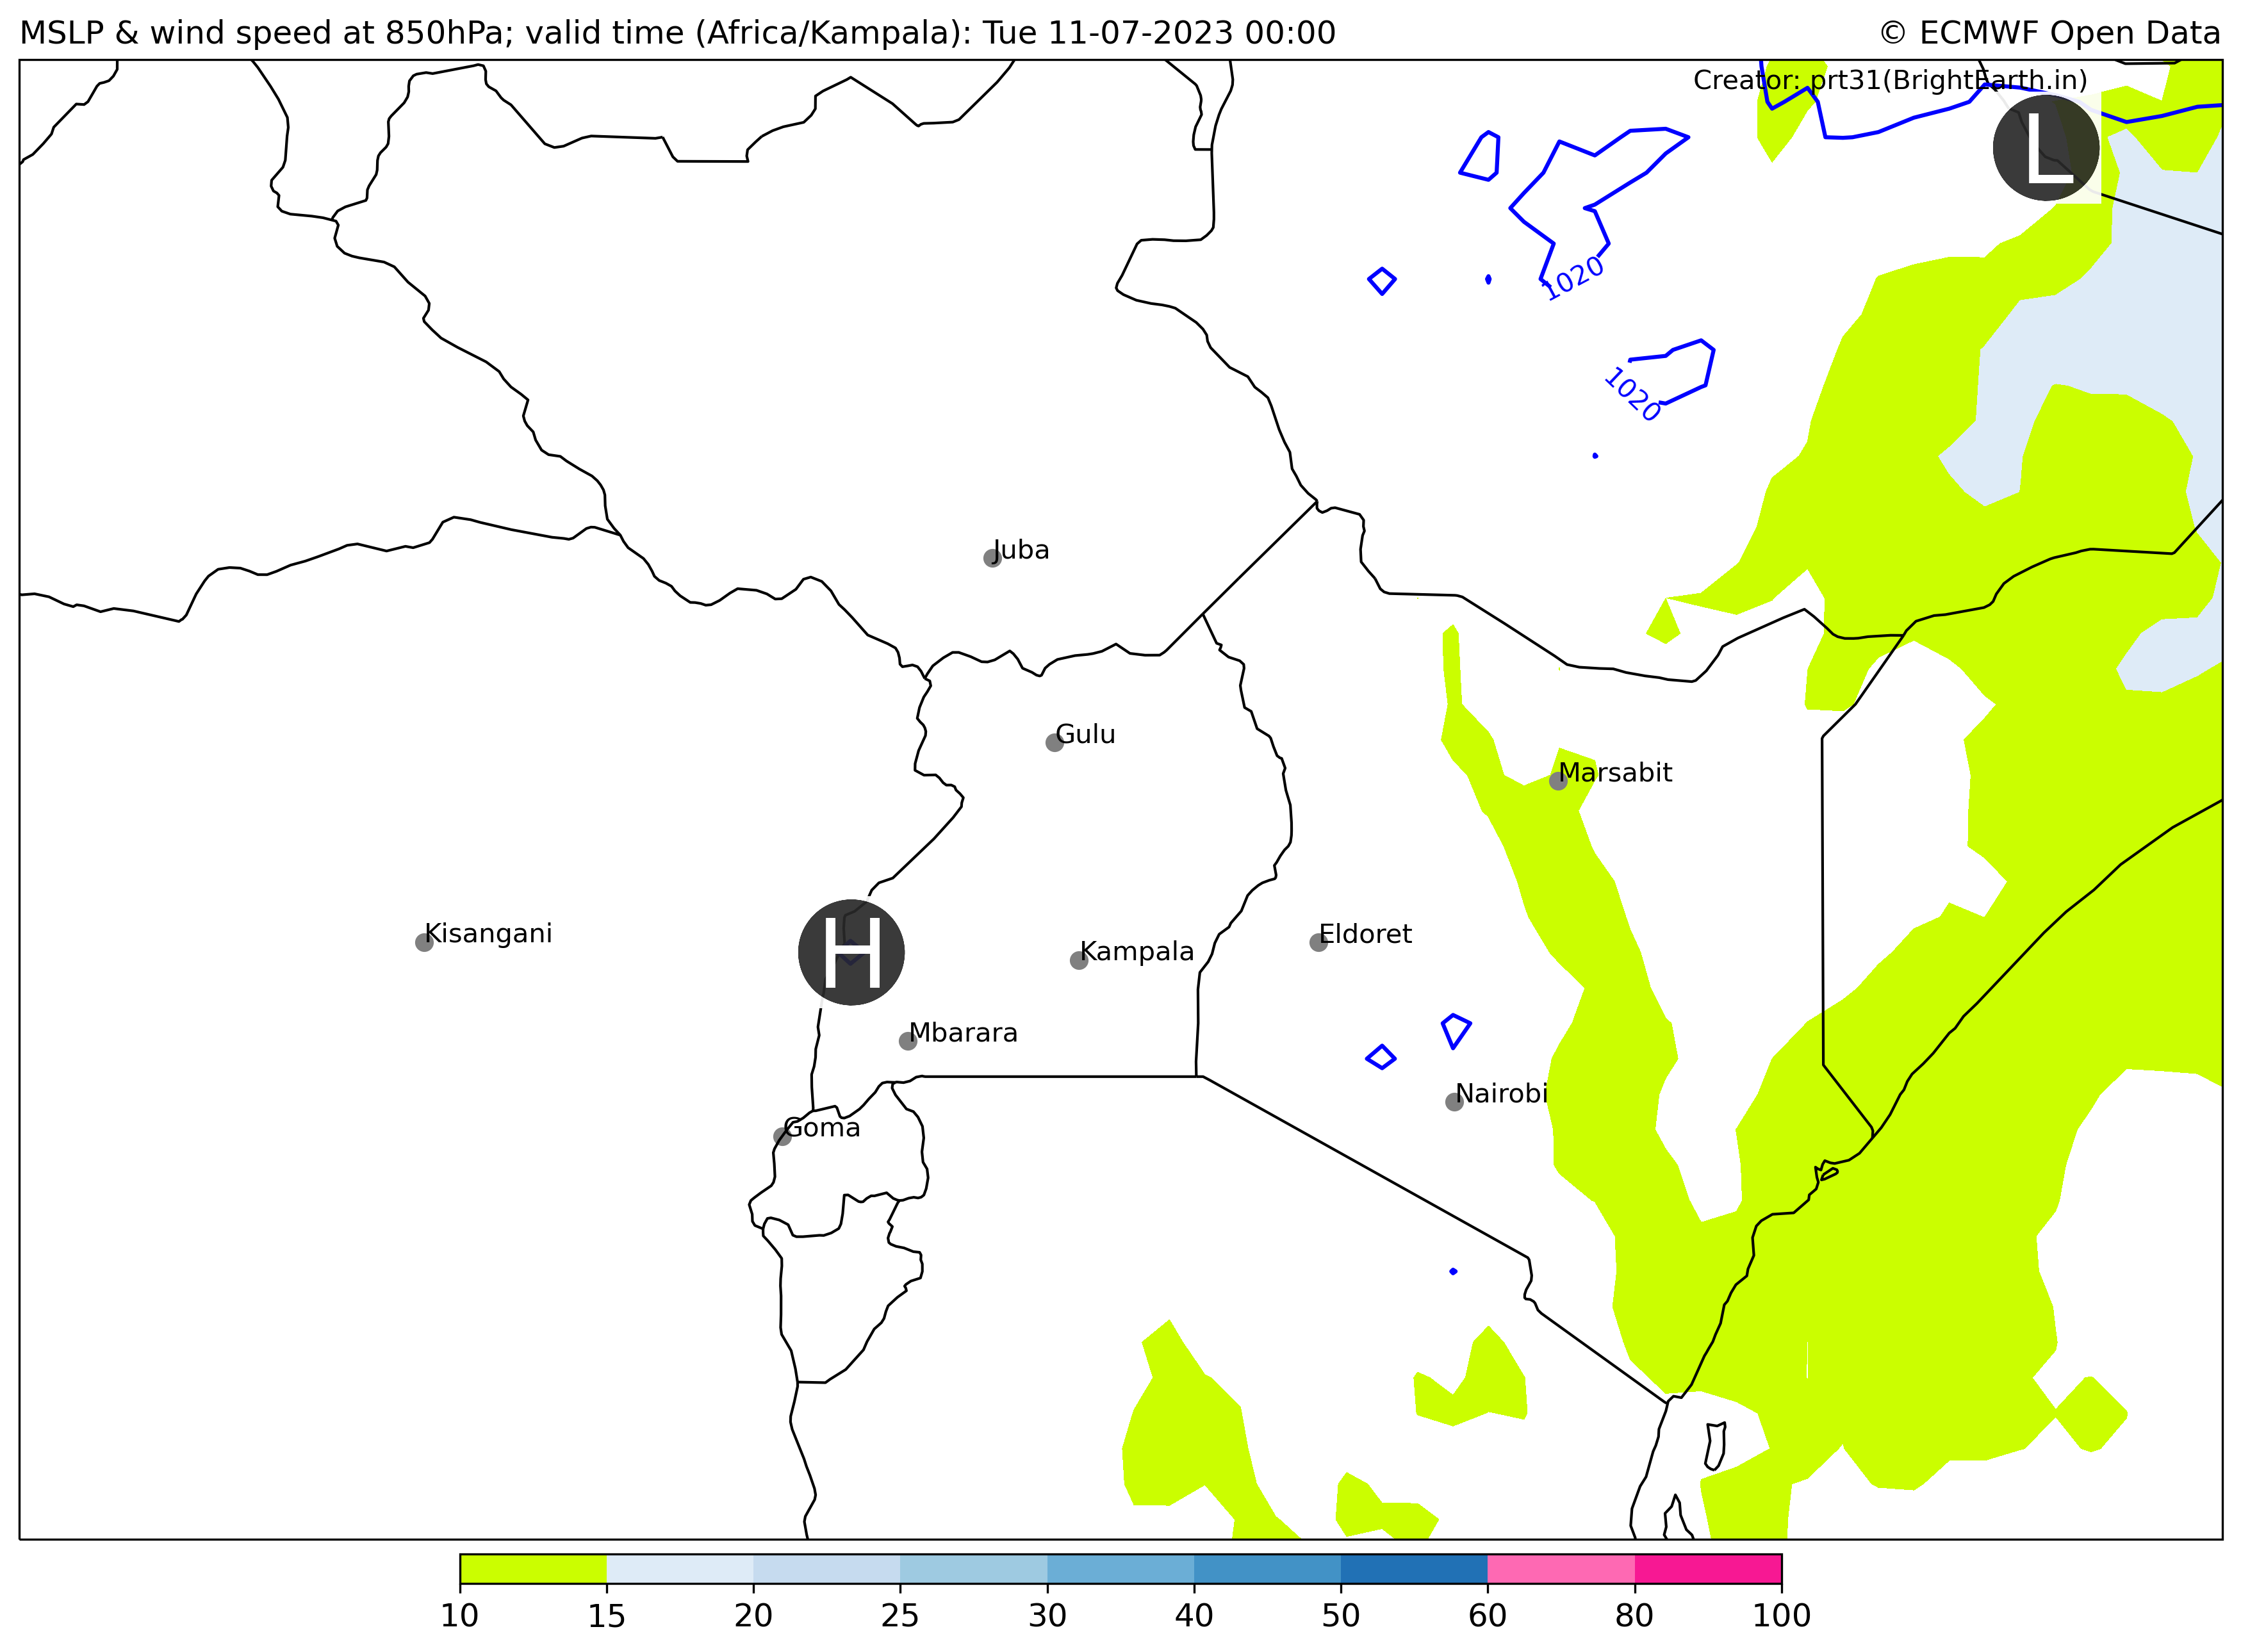 MSLP & wind speed at 850hPa; valid time (Africa/Kampala): Tue 11-07-2023 00:00
© ECMWF Open Data
Creator: prt31(BrightEarth.in)
L
1020
1020
Juba
Gulu
Marsabit
Kisangani
H
Kampala
Eldoret
Mbarara
Nairobi
Goma
10 15 20 25 30 40 50 60 80 100